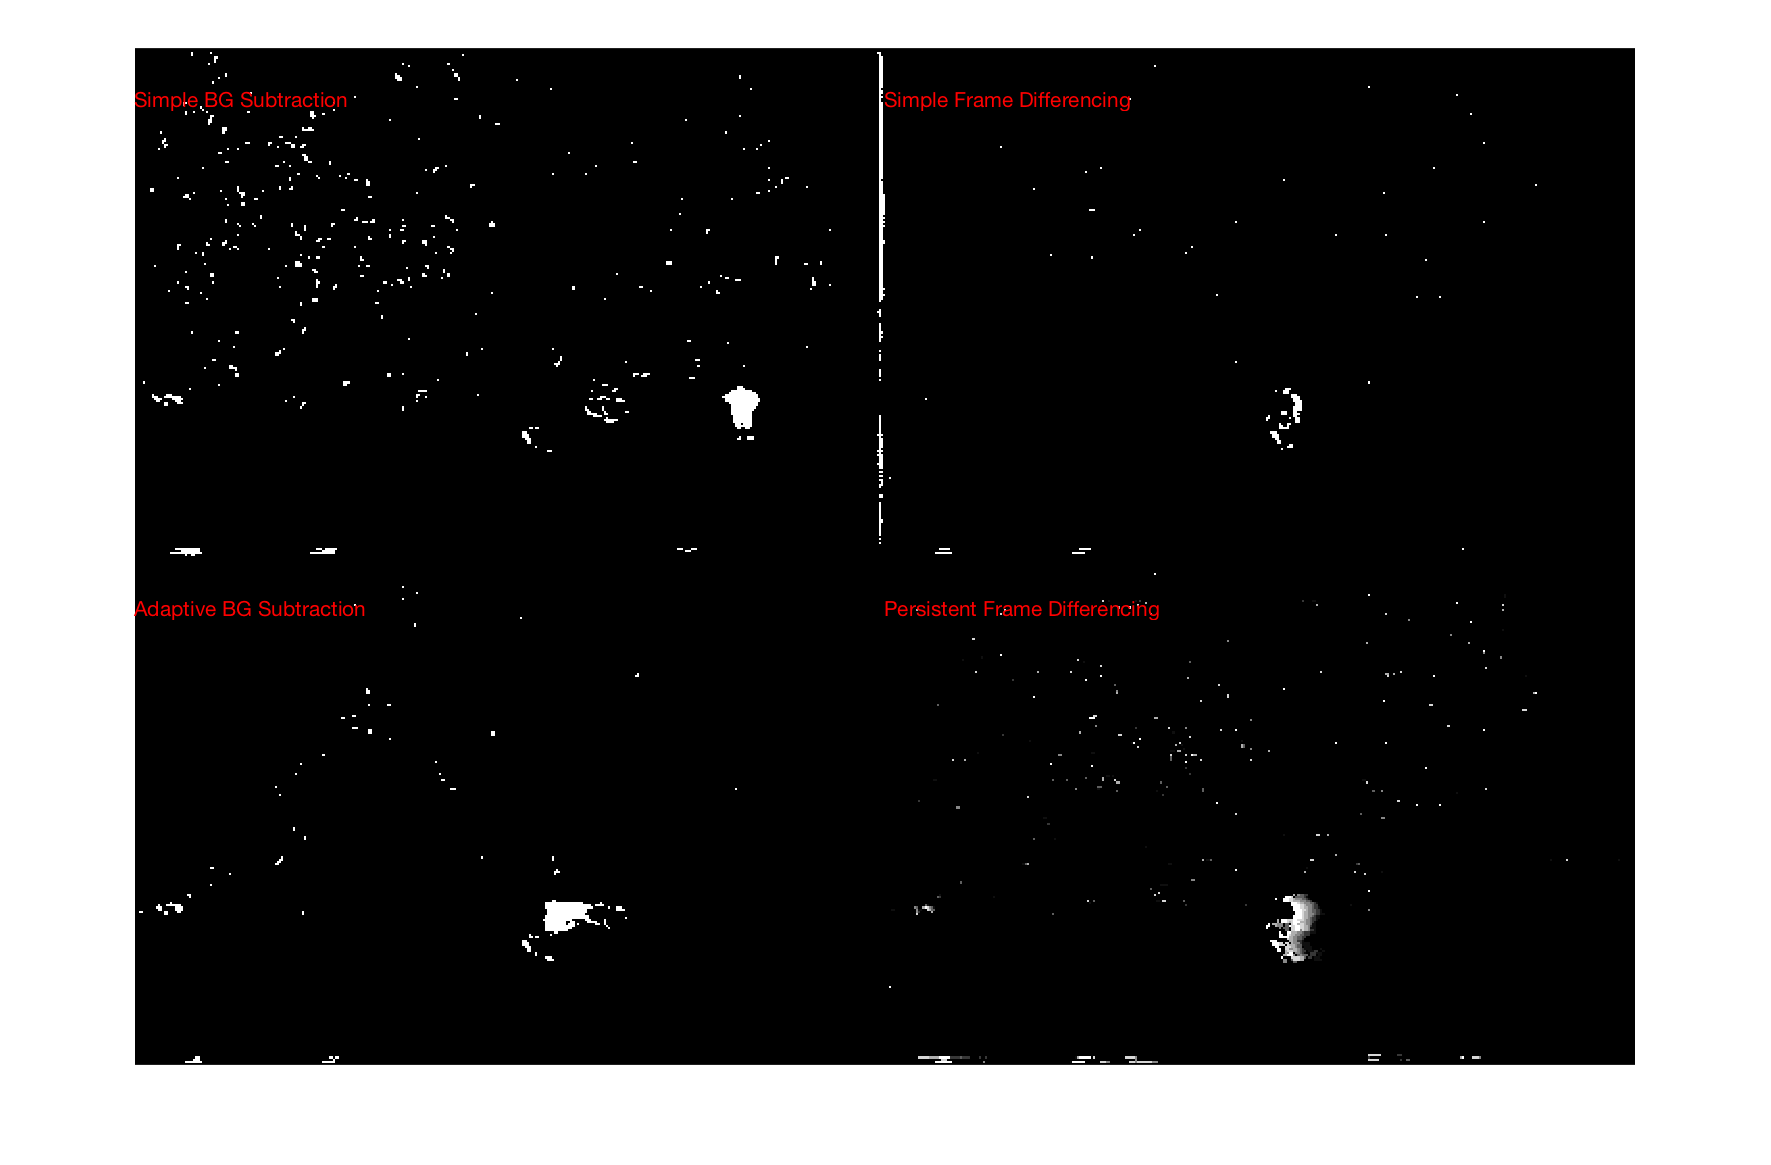 Simple BG Subtraction
Simple Frame Differencing
Adaptive BG Subtraction
Persistent Frame Differencing